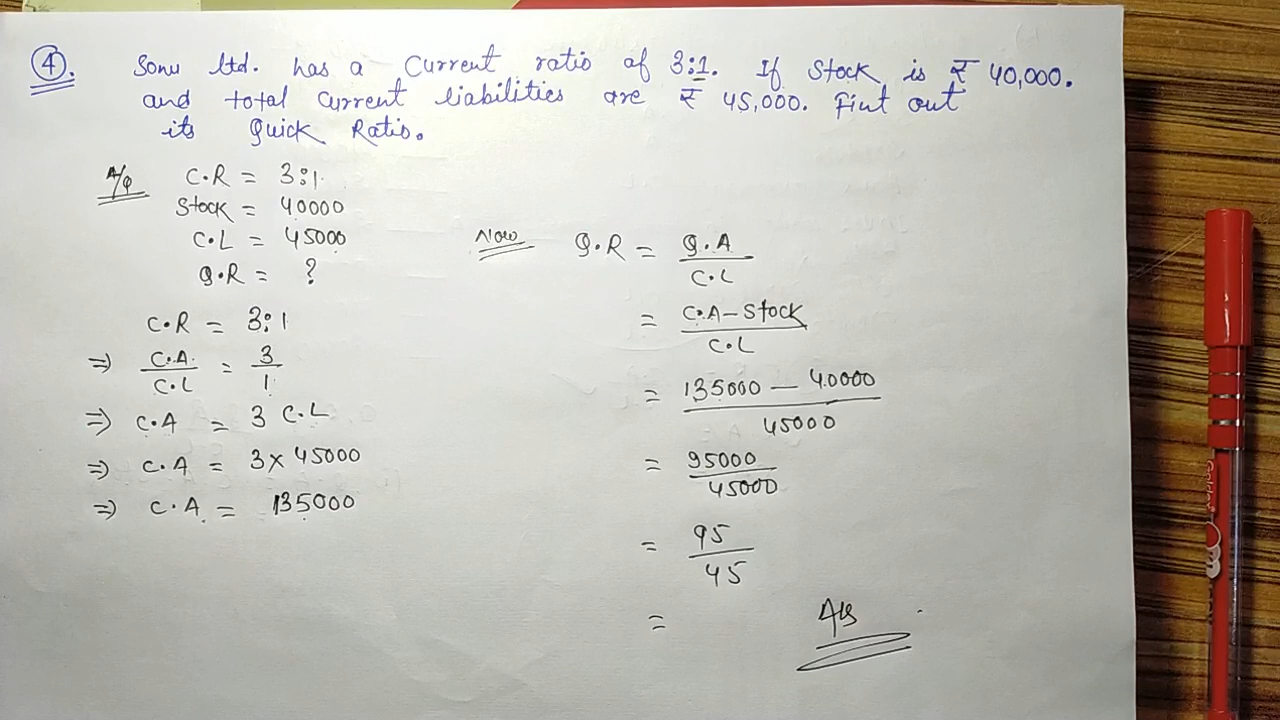 4. Sonu ltd. has a Current ratio of 3:1. If Stock is ₹ 40,000.
and total Current liabilities are ₹ 45,000. Fint out
its Quick Ratio.
A/Q C.R = 3:1
Stock = 40000
C.L = 45000
Q.R = ?
C.R = 3:1
⇒ C.A. / C.L = 3 / 1
⇒ C.A = 3 C.L
⇒ C.A = 3 × 45000
⇒ C.A. = 135000
Now Q.R = Q.A / C.L
= C.A – Stock / C.L
= 135000 – 40000 / 45000
= 95000 / 45000
= 95 / 45
= Ans